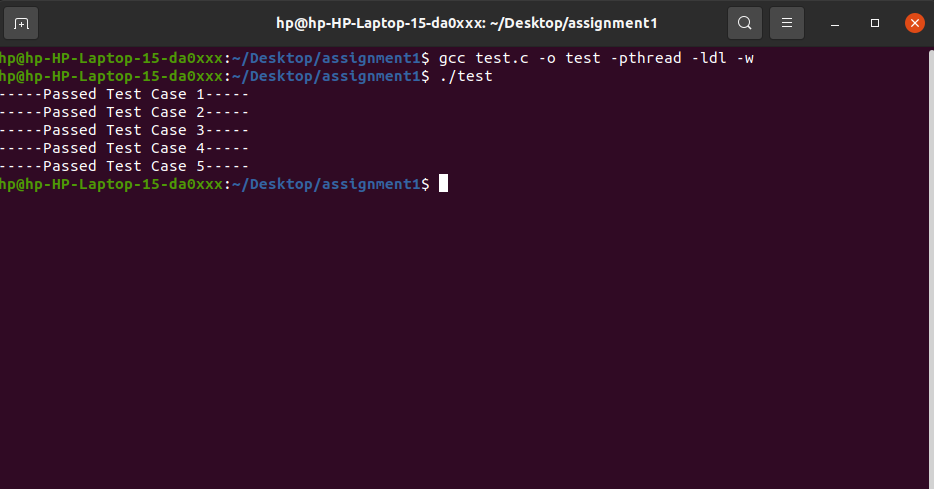 hp@hp-HP-Laptop-15-da0xxx: ~/Desktop/assignment1
hp@hp-HP-Laptop-15-da0xxx:~/Desktop/assignment1$ gcc test.c -o test -pthread -ldl -w
hp@hp-HP-Laptop-15-da0xxx:~/Desktop/assignment1$ ./test
-----Passed Test Case 1-----
-----Passed Test Case 2-----
-----Passed Test Case 3-----
-----Passed Test Case 4-----
-----Passed Test Case 5-----
hp@hp-HP-Laptop-15-da0xxx:~/Desktop/assignment1$